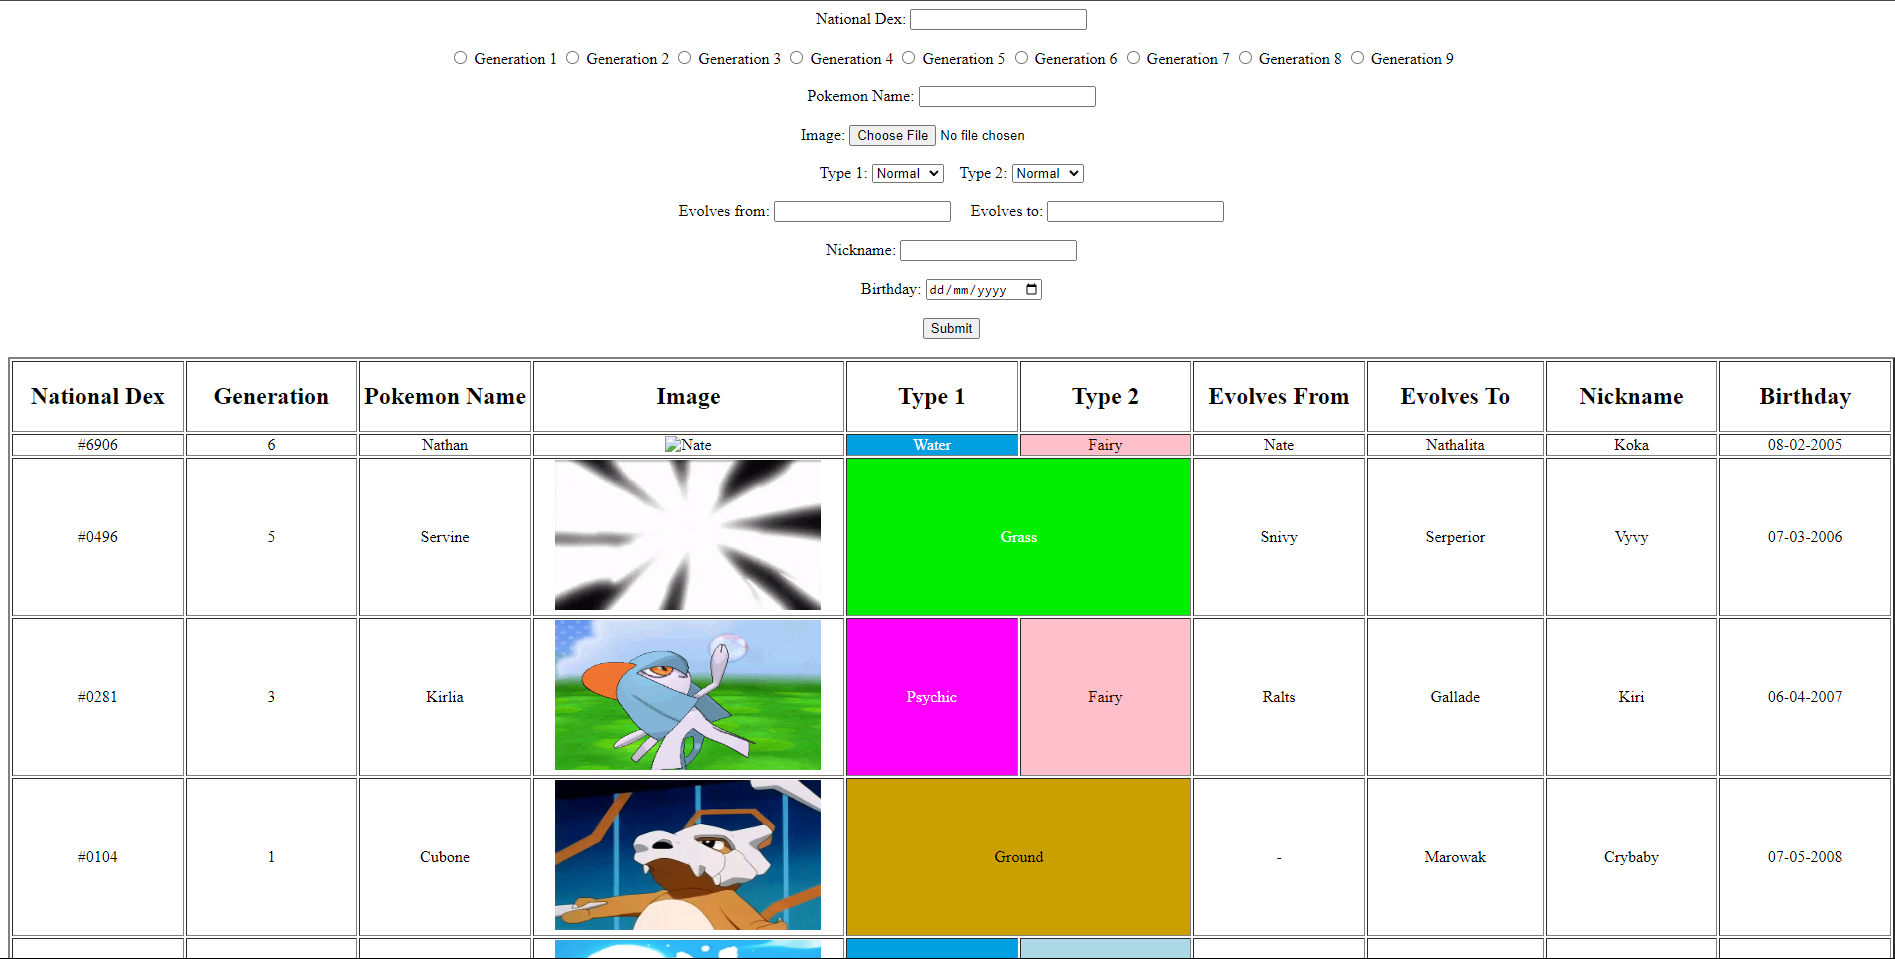 National Dex:
Generation 1 Generation 2 Generation 3 Generation 4 Generation 5 Generation 6 Generation 7 Generation 8 Generation 9
Pokemon Name:
Image: Choose File No file chosen
Type 1: Normal Type 2: Normal
Evolves from: Evolves to:
Nickname:
Birthday: dd/mm/yyyy
Submit
National Dex Generation Pokemon Name Image Type 1 Type 2 Evolves From Evolves To Nickname Birthday
#6906 6 Nathan Nate Water Fairy Nate Nathalita Koka 08-02-2005
#0496 5 Servine Grass Snivy Serperior Vyvy 07-03-2006
#0281 3 Kirlia Psychic Fairy Ralts Gallade Kiri 06-04-2007
#0104 1 Cubone Ground - Marowak Crybaby 07-05-2008